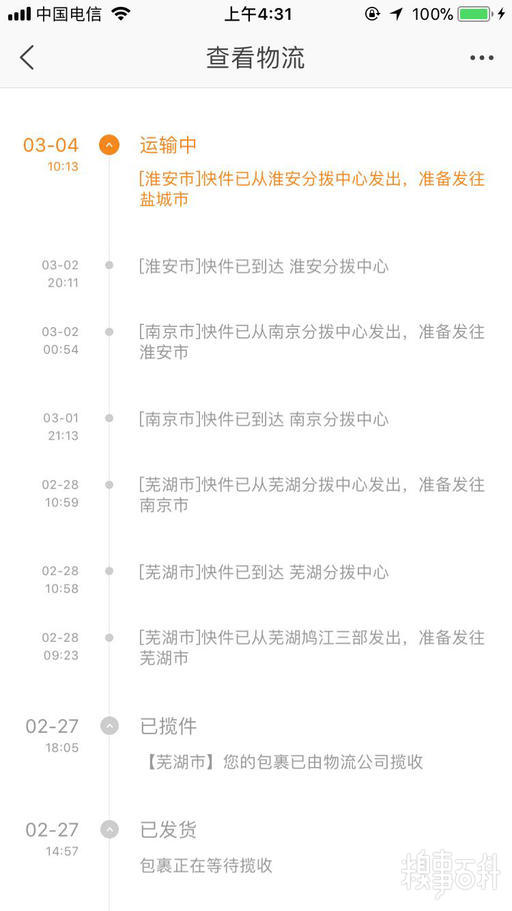 中国电信 上午4:31 100%
查看物流
03-04 运输中
10:13 [淮安市]快件已从淮安分拨中心发出，准备发往
盐城市
03-02 [淮安市]快件已到达 淮安分拨中心
20:11
03-02 [南京市]快件已从南京分拨中心发出，准备发往
00:54 淮安市
03-01 [南京市]快件已到达 南京分拨中心
21:13
02-28 [芜湖市]快件已从芜湖分拨中心发出，准备发往
10:59 南京市
02-28 [芜湖市]快件已到达 芜湖分拨中心
10:58
02-28 [芜湖市]快件已从芜湖鸠江三部发出，准备发往
09:23 芜湖市
02-27 已揽件
18:05 【芜湖市】您的包裹已由物流公司揽收
02-27 已发货
14:57 包裹正在等待揽收
糗事百科